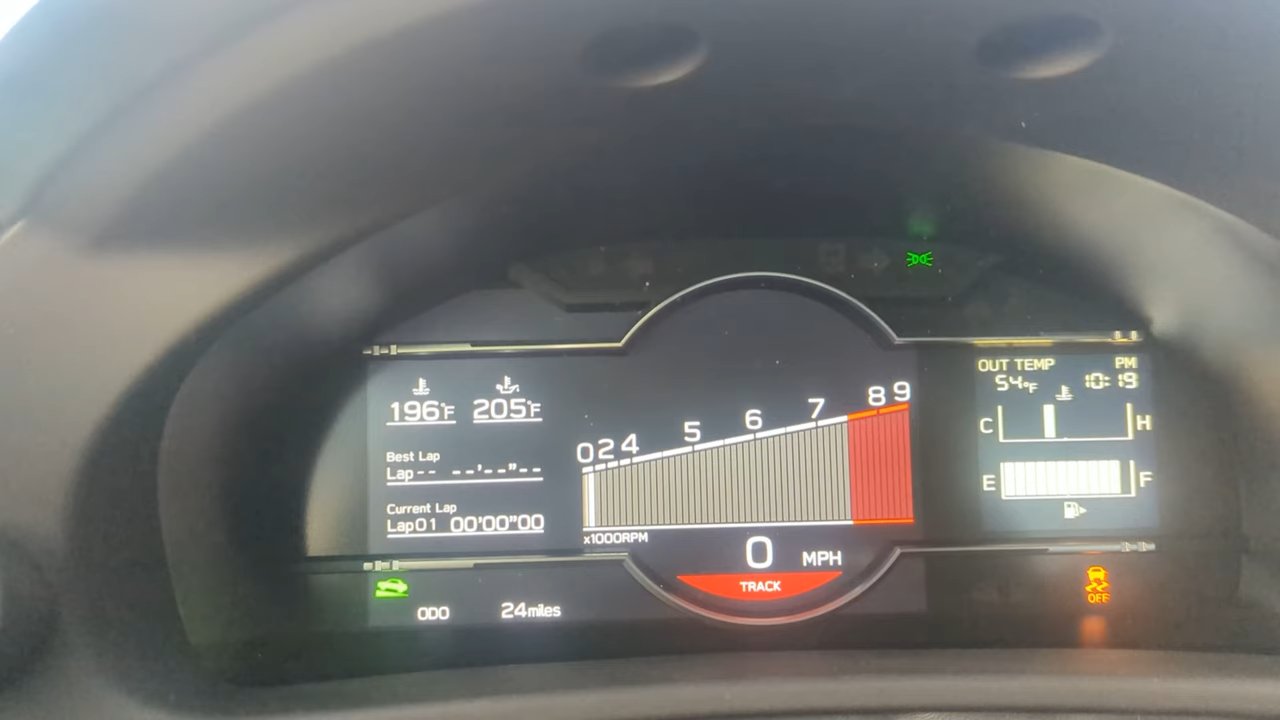 196°F 205°F
Best Lap
Lap-- --'--"--
Current Lap
Lap01 00'00"00
0 2 4 5 6 7 8 9
x1000RPM
0 MPH
TRACK
ODO 24miles
OUT TEMP PM
54°F 10:19
C H
E F
OFF